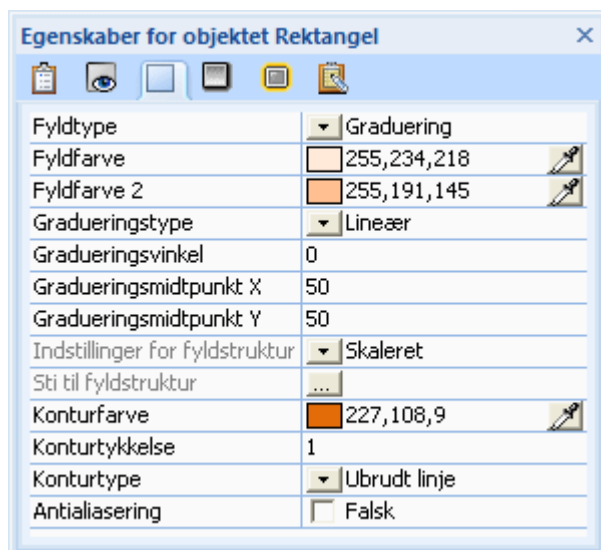 Egenskaber for objektet Rektangel
Fyldtype Graduering
Fyldfarve 255,234,218
Fyldfarve 2 255,191,145
Gradueringstype Lineær
Gradueringsvinkel 0
Gradueringsmidtpunkt X 50
Gradueringsmidtpunkt Y 50
Indstillinger for fyldstruktur Skaleret
Sti til fyldstruktur ...
Konturfarve 227,108,9
Konturtykkelse 1
Konturtype Ubrudt linje
Antialiasering Falsk